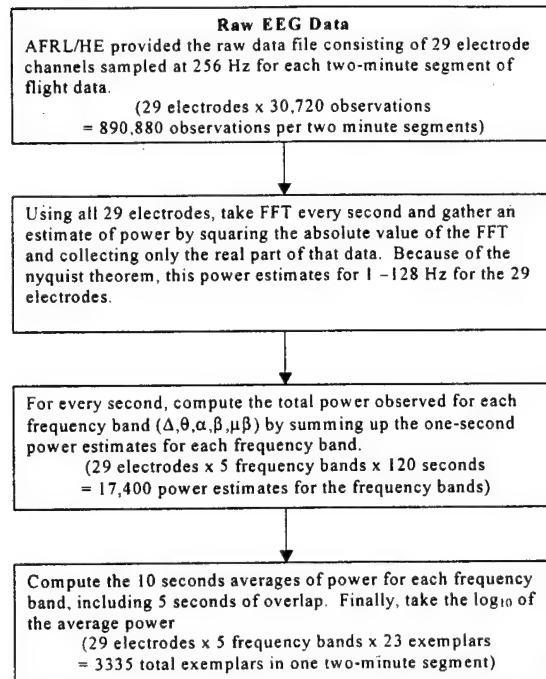 Raw EEG Data
AFRL/HE provided the raw data file consisting of 29 electrode
channels sampled at 256 Hz for each two-minute segment of
flight data.
(29 electrodes x 30,720 observations
= 890,880 observations per two minute segments)
Using all 29 electrodes, take FFT every second and gather an
estimate of power by squaring the absolute value of the FFT
and collecting only the real part of that data. Because of the
nyquist theorem, this power estimates for 1 –128 Hz for the 29
electrodes.
For every second, compute the total power observed for each
frequency band (Δ,θ,α,β,μβ) by summing up the one-second
power estimates for each frequency band.
(29 electrodes x 5 frequency bands x 120 seconds
= 17,400 power estimates for the frequency bands)
Compute the 10 seconds averages of power for each frequency
band, including 5 seconds of overlap. Finally, take the log₁₀ of
the average power
(29 electrodes x 5 frequency bands x 23 exemplars
= 3335 total exemplars in one two-minute segment)